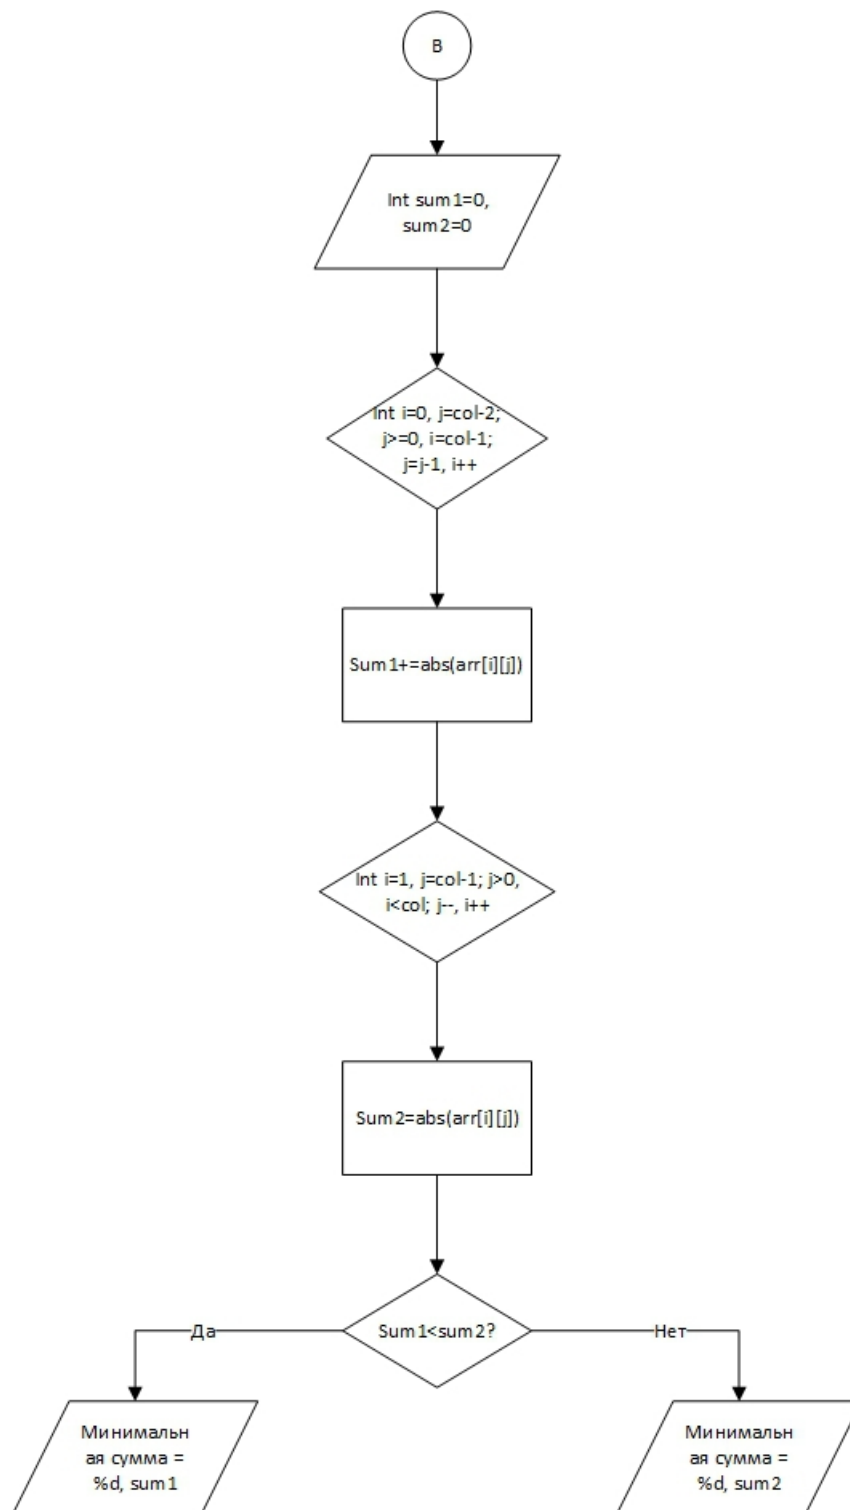 B
Int sum1=0,
sum2=0
Int i=0, j=col-2;
j>=0, i=col-1;
j=j-1, i++
Sum1+=abs(arr[i][j])
Int i=1, j=col-1; j>0,
i<col; j--, i++
Sum2=abs(arr[i][j])
Sum1<sum2?
Да
Нет
Минимальн
ая сумма =
%d, sum1
Минимальн
ая сумма =
%d, sum2